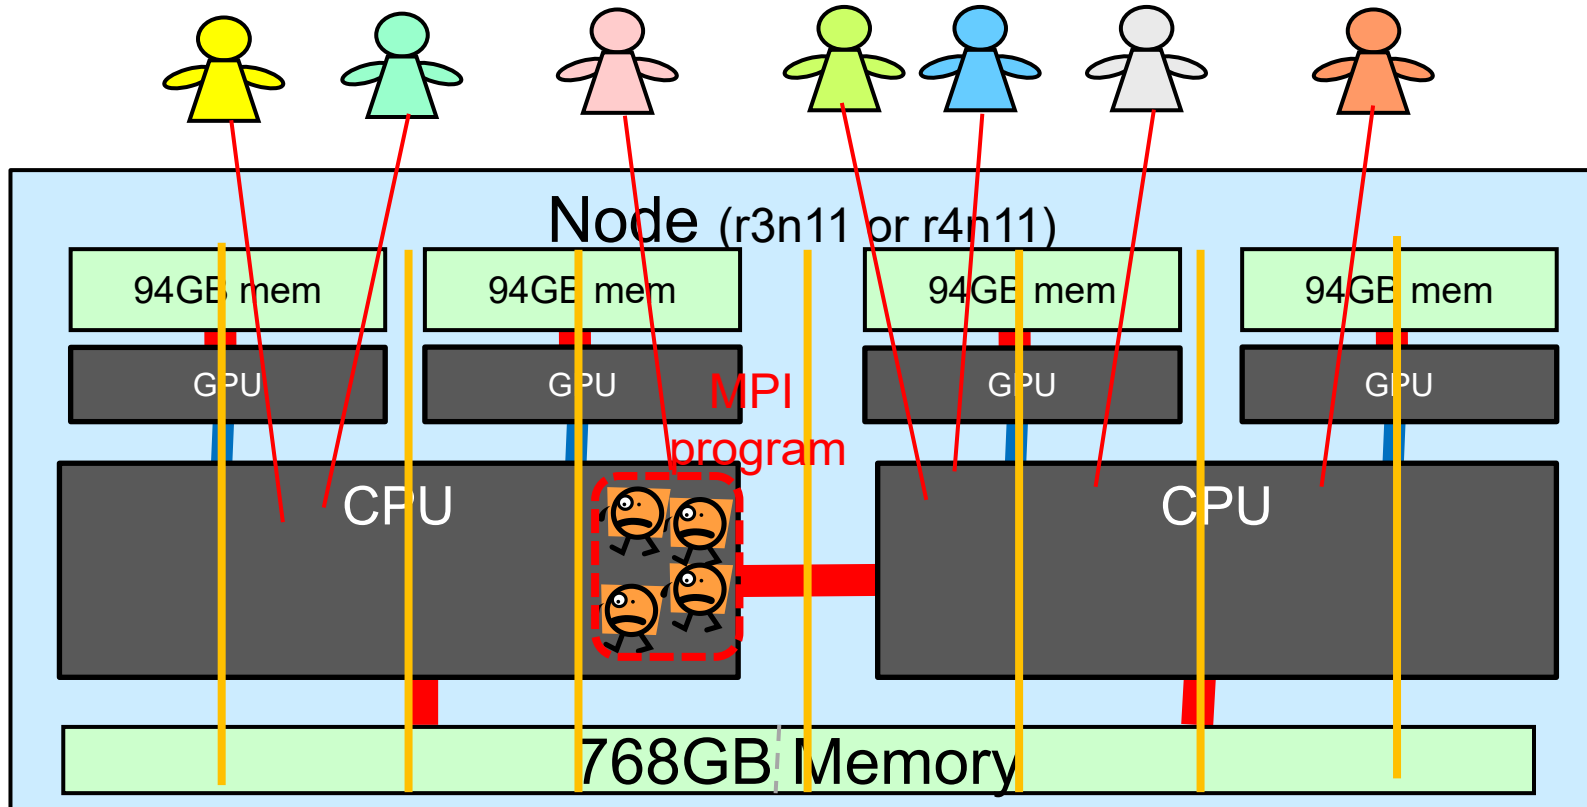 Node (r3n11 or r4n11)
94GB mem
94GB mem
94GB mem
94GB mem
GPU
GPU
GPU
GPU
MPI
program
CPU
CPU
768GB Memory